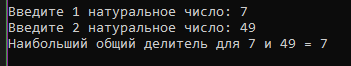 Введите 1 натуральное число: 7
Введите 2 натуральное число: 49
Наибольший общий делитель для 7 и 49 = 7